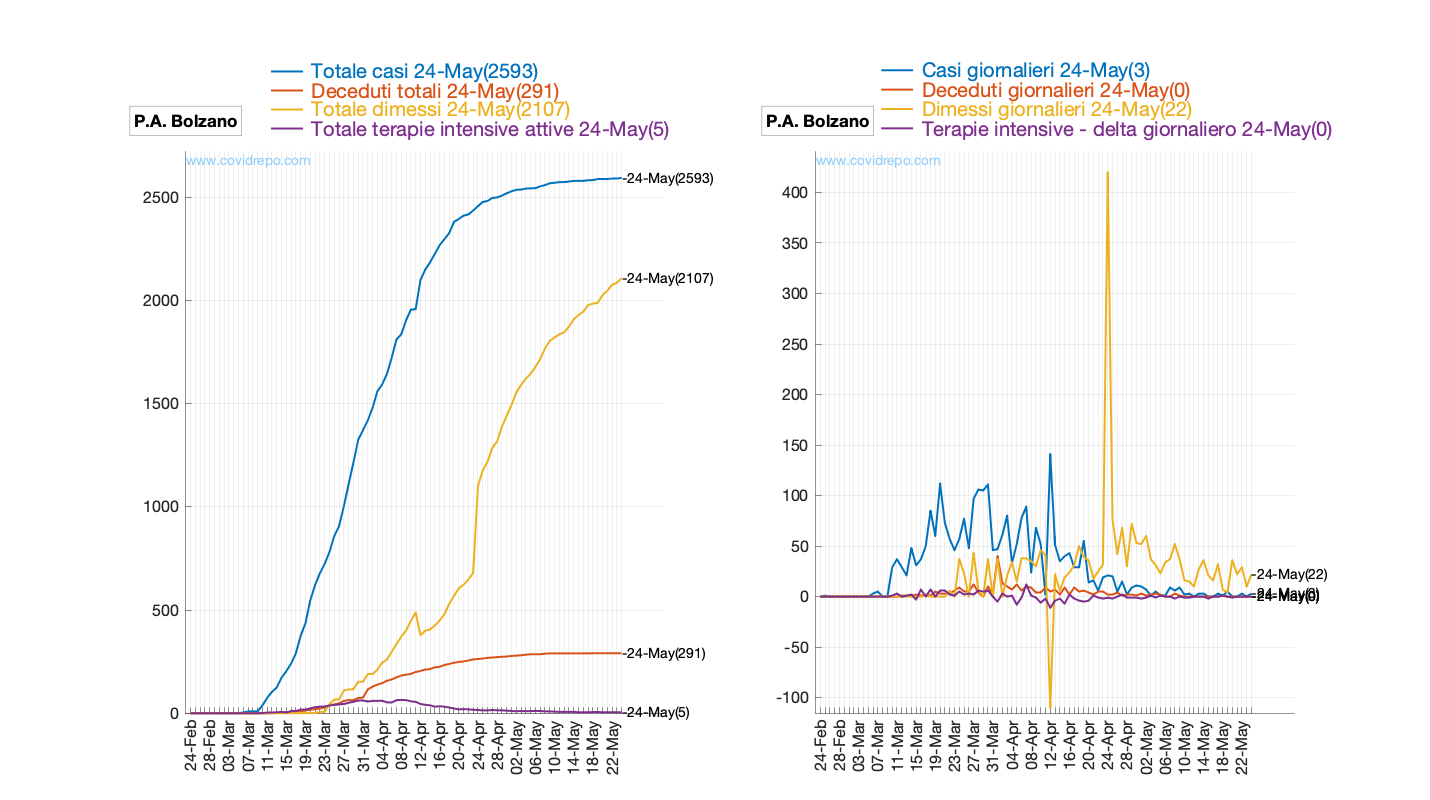 Totale casi 24-May(2593)
Deceduti totali 24-May(291)
Totale dimessi 24-May(2107)
Totale terapie intensive attive 24-May(5)
P.A. Bolzano
www.covidrepo.com
2500
2000
1500
1000
500
0
24-May(2593)
24-May(2107)
24-May(291)
24-May(5)
24-Feb
28-Feb
03-Mar
07-Mar
11-Mar
15-Mar
19-Mar
23-Mar
27-Mar
31-Mar
04-Apr
08-Apr
12-Apr
16-Apr
20-Apr
24-Apr
28-Apr
02-May
06-May
10-May
14-May
18-May
22-May
Casi giornalieri 24-May(3)
Deceduti giornalieri 24-May(0)
Dimessi giornalieri 24-May(22)
Terapie intensive - delta giornaliero 24-May(0)
P.A. Bolzano
www.covidrepo.com
400
350
300
250
200
150
100
50
0
-50
-100
24-May(22)
24-Feb
28-Feb
03-Mar
07-Mar
11-Mar
15-Mar
19-Mar
23-Mar
27-Mar
31-Mar
04-Apr
08-Apr
12-Apr
16-Apr
20-Apr
24-Apr
28-Apr
02-May
06-May
10-May
14-May
18-May
22-May